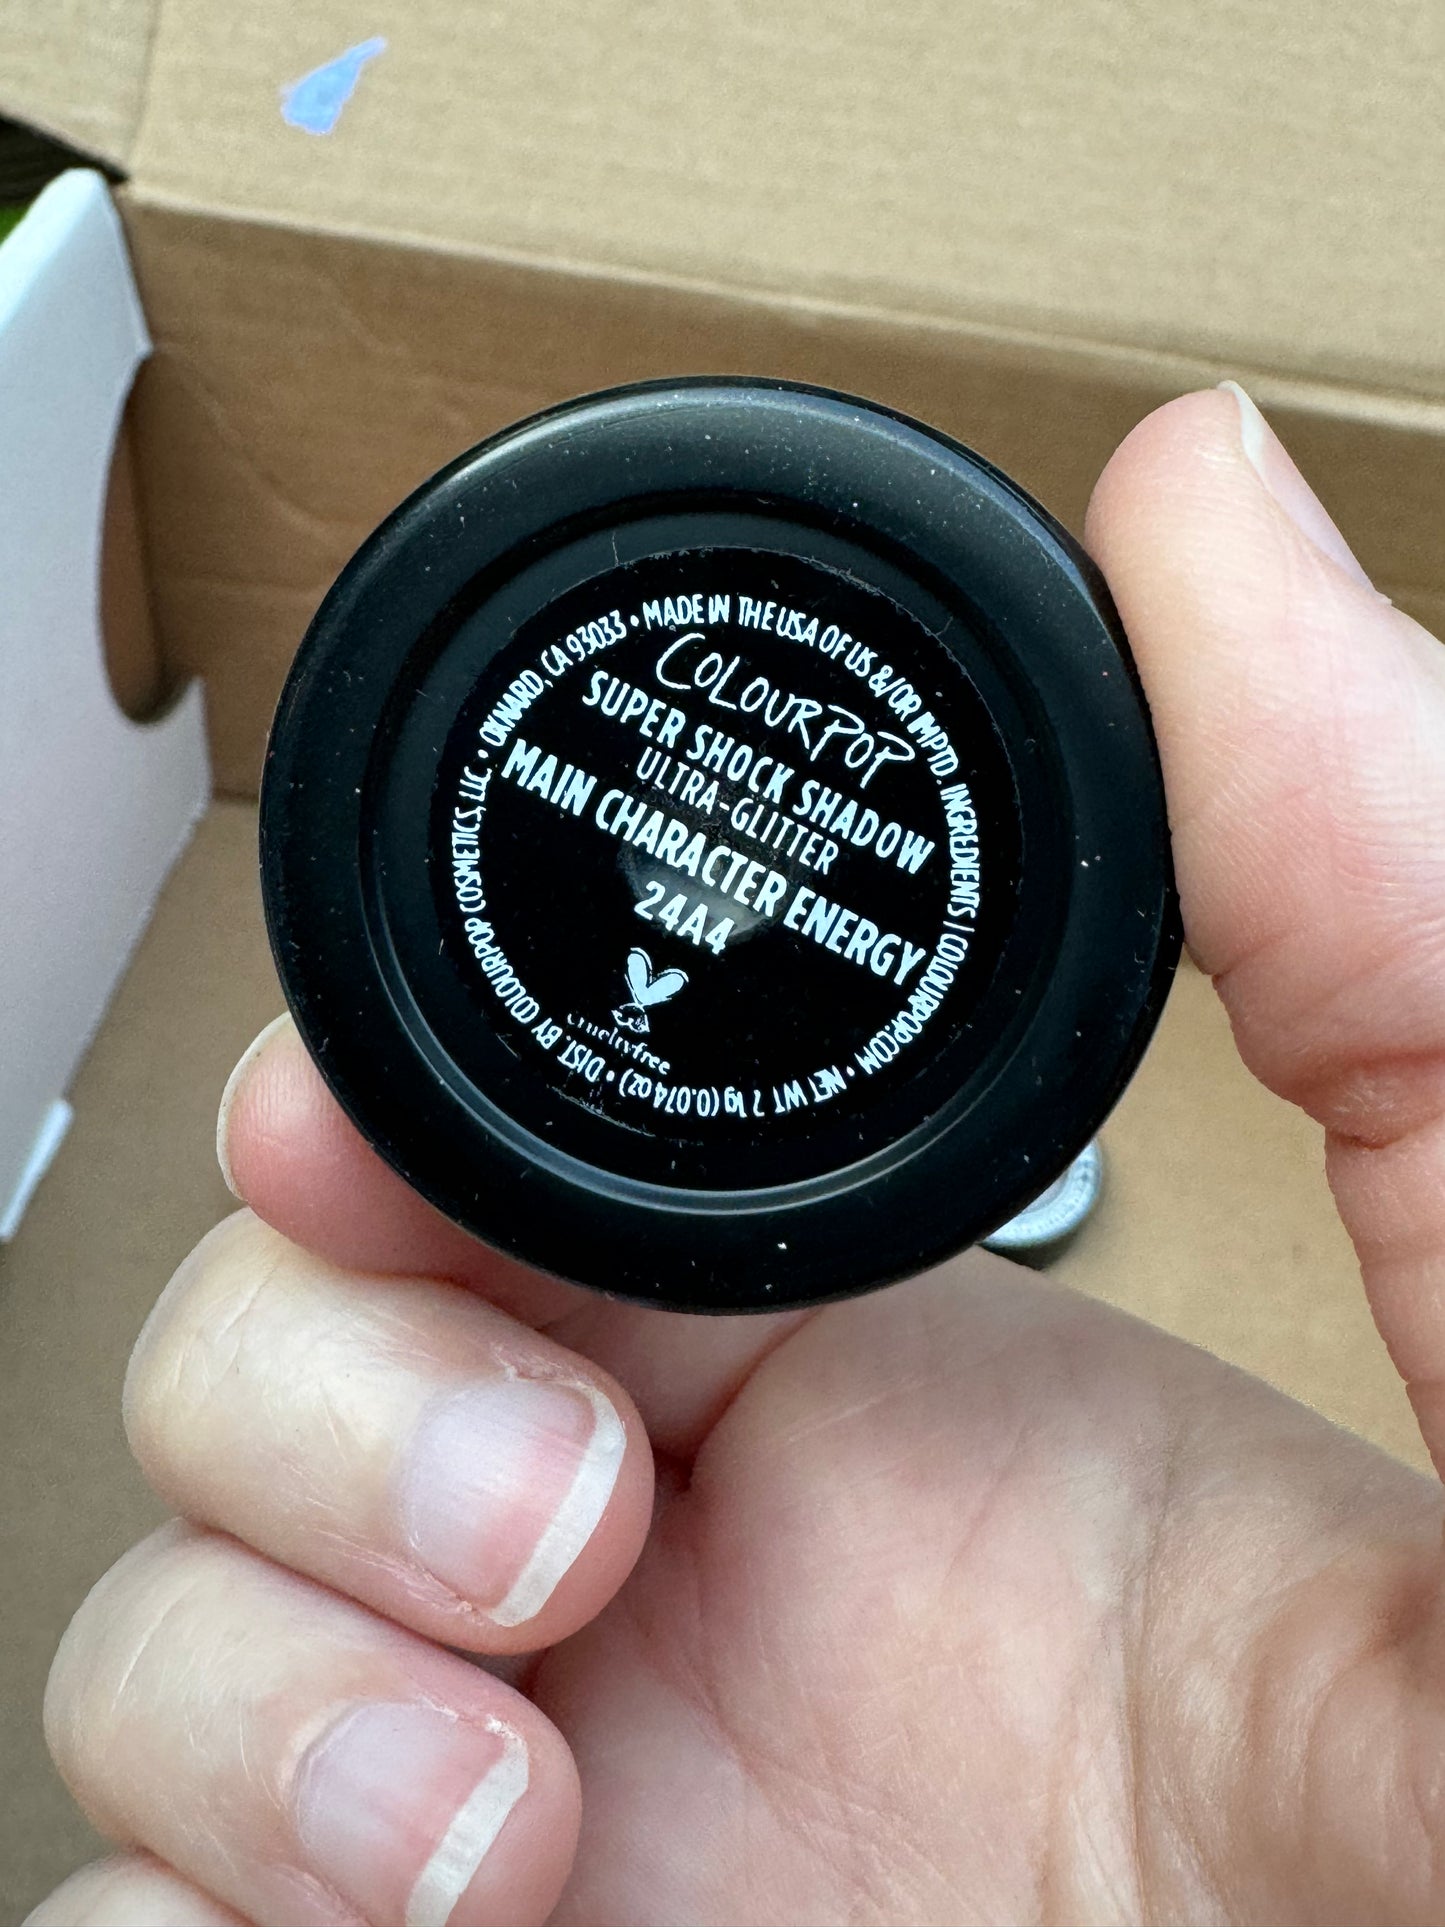 COLOURPOP
SUPER SHOCK SHADOW
ULTRA-GLITTER
MAIN CHARACTER ENERGY
24A4
cruelty free
OXNARD, CA 93033 • MADE IN THE USA OF US &/OR IMPTD. INGREDIENTS | COLOURPOP.COM • NET WT 2.1g (0.074 oz) • DIST. BY COLOURPOP COSMETICS, LLC. •